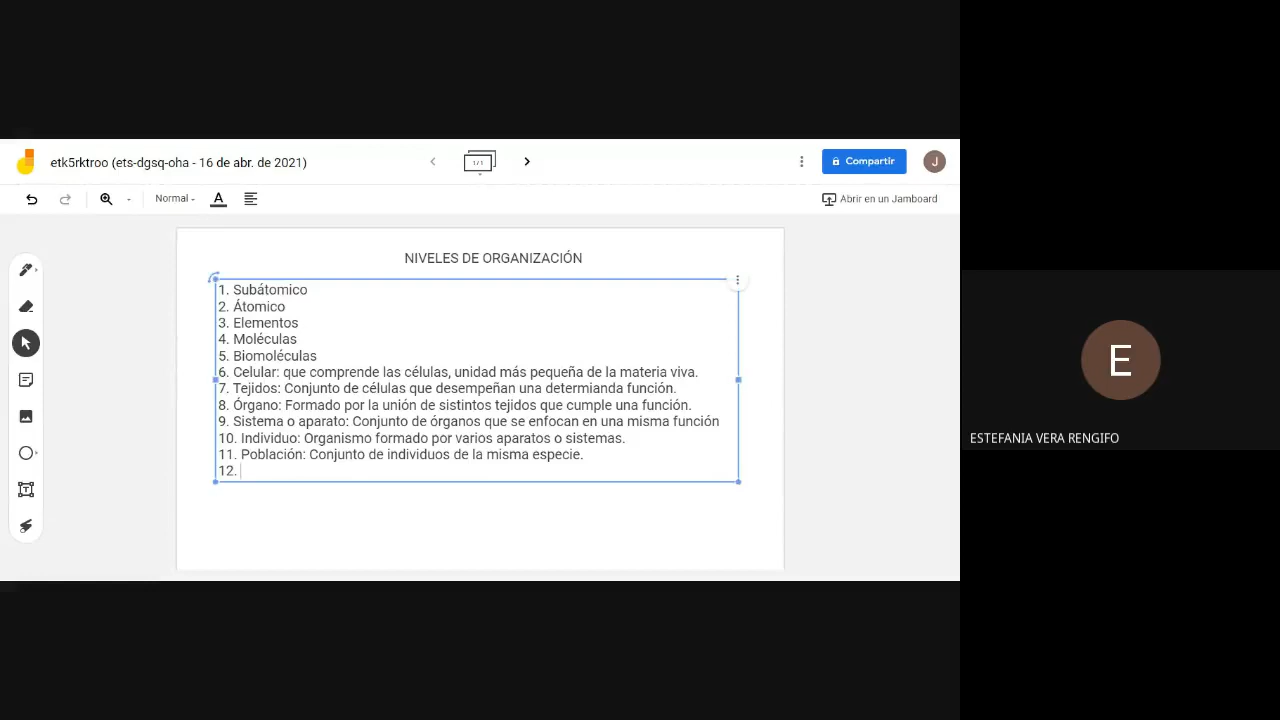 etk5rktroo (ets-dgsq-oha - 16 de abr. de 2021)
1/1
Compartir
J
Normal
A
Abrir en un Jamboard
NIVELES DE ORGANIZACIÓN
1. Subátomico
2. Átomico
3. Elementos
4. Moléculas
5. Biomoléculas
6. Celular: que comprende las células, unidad más pequeña de la materia viva.
7. Tejidos: Conjunto de células que desempeñan una determianda función.
8. Órgano: Formado por la unión de sistintos tejidos que cumple una función.
9. Sistema o aparato: Conjunto de órganos que se enfocan en una misma función
10. Individuo: Organismo formado por varios aparatos o sistemas.
11. Población: Conjunto de individuos de la misma especie.
12.
E
ESTEFANIA VERA RENGIFO